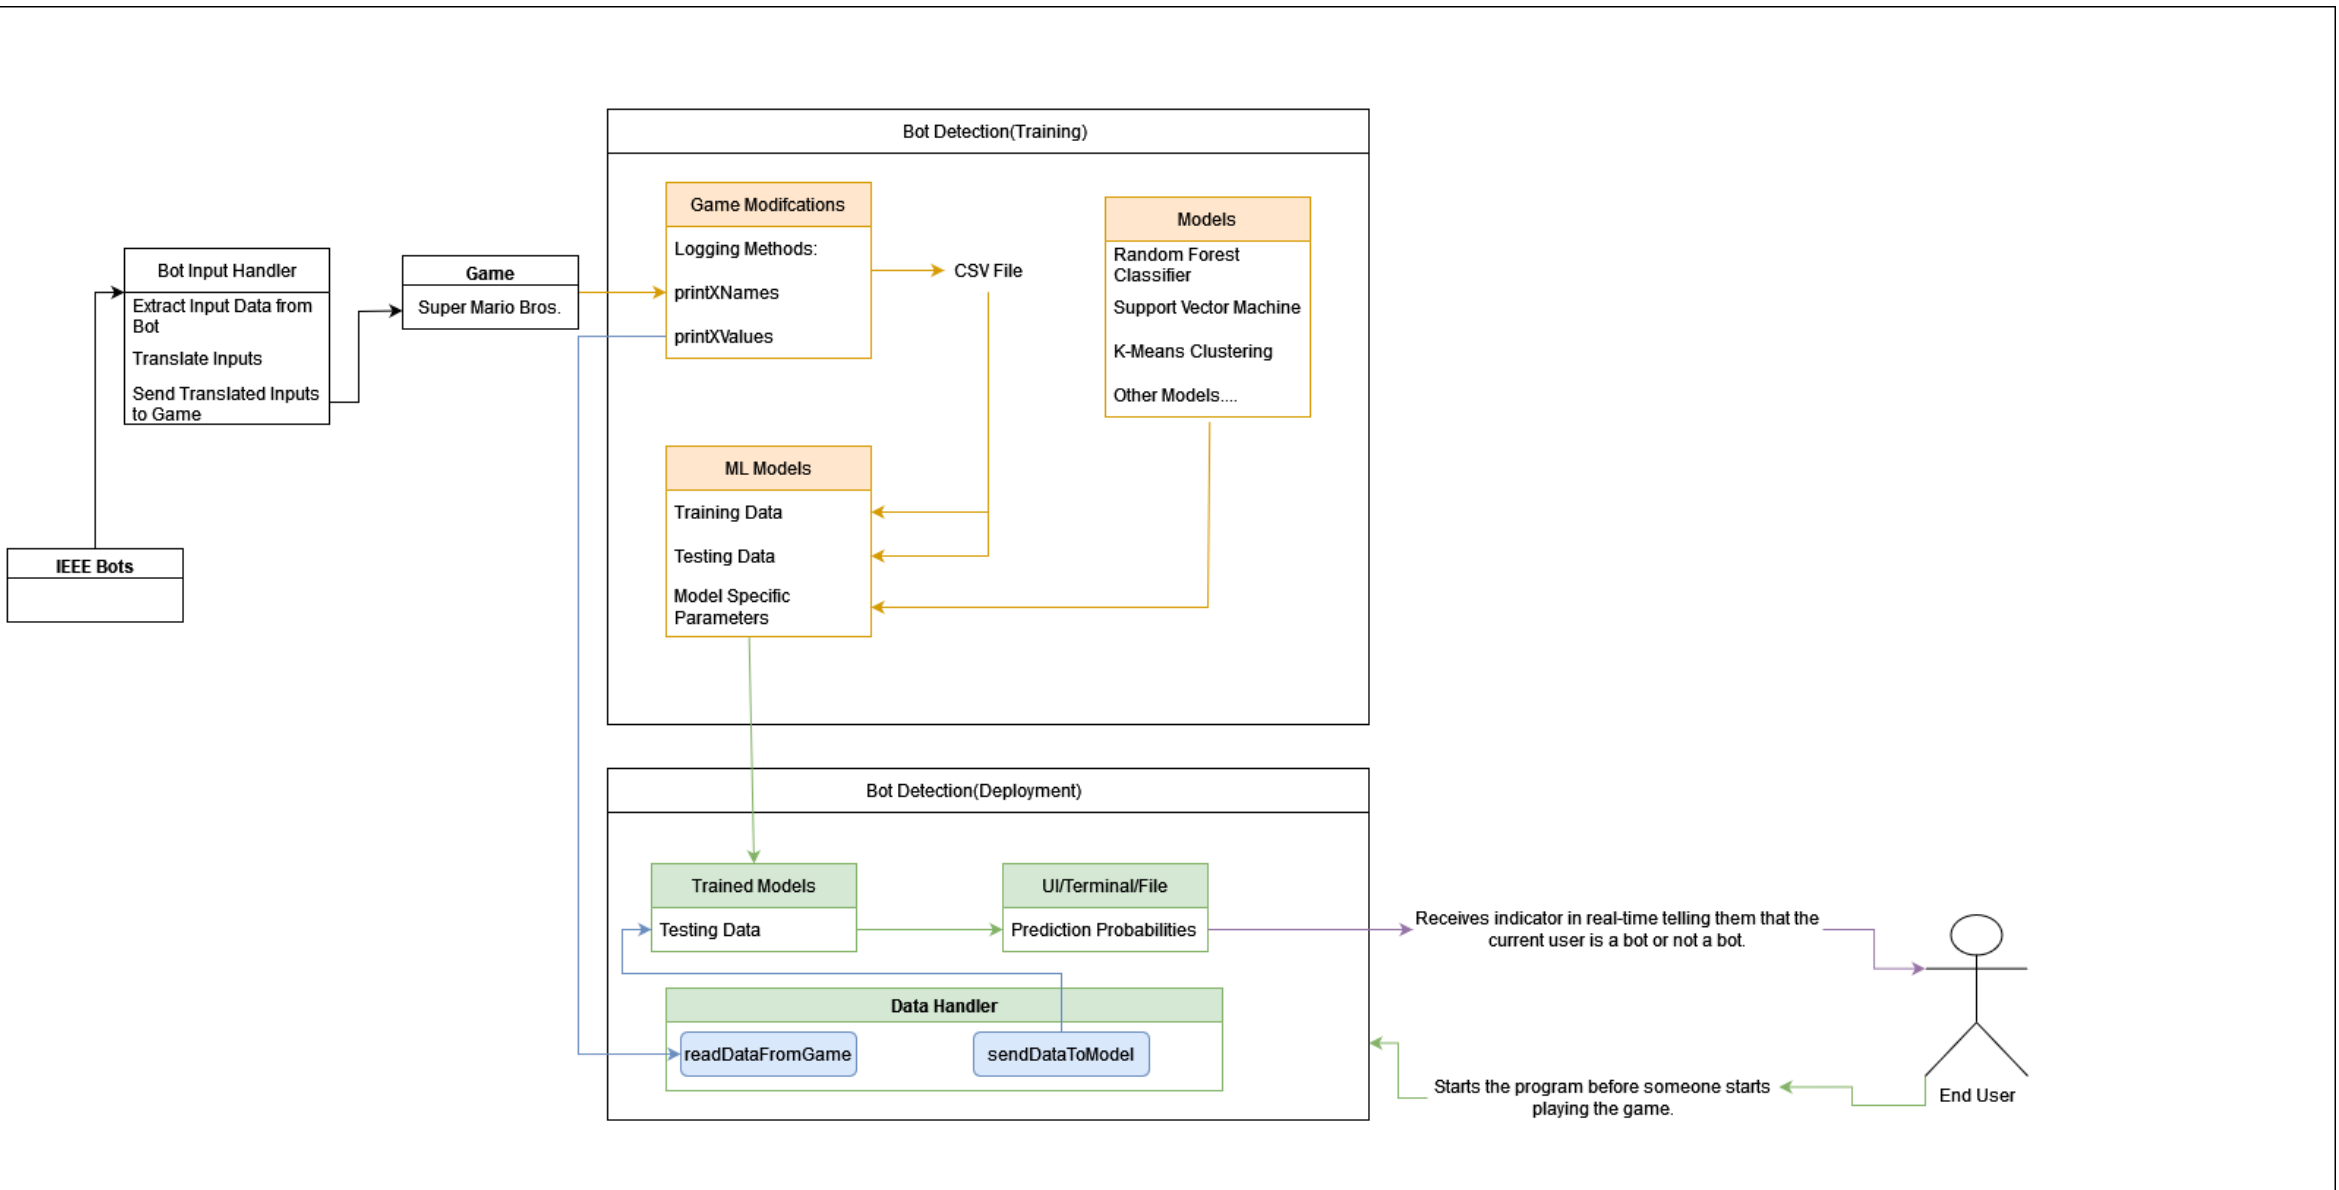 Bot Detection(Training)
Game Modifcations
Logging Methods:
printXNames
printXValues
CSV File
Models
Random Forest
Classifier
Support Vector Machine
K-Means Clustering
Other Models....
Bot Input Handler
Extract Input Data from
Bot
Translate Inputs
Send Translated Inputs
to Game
Game
Super Mario Bros.
ML Models
Training Data
Testing Data
Model Specific
Parameters
IEEE Bots
Bot Detection(Deployment)
Trained Models
Testing Data
UI/Terminal/File
Prediction Probabilities
Receives indicator in real-time telling them that the
current user is a bot or not a bot.
Data Handler
readDataFromGame
sendDataToModel
Starts the program before someone starts
playing the game.
End User